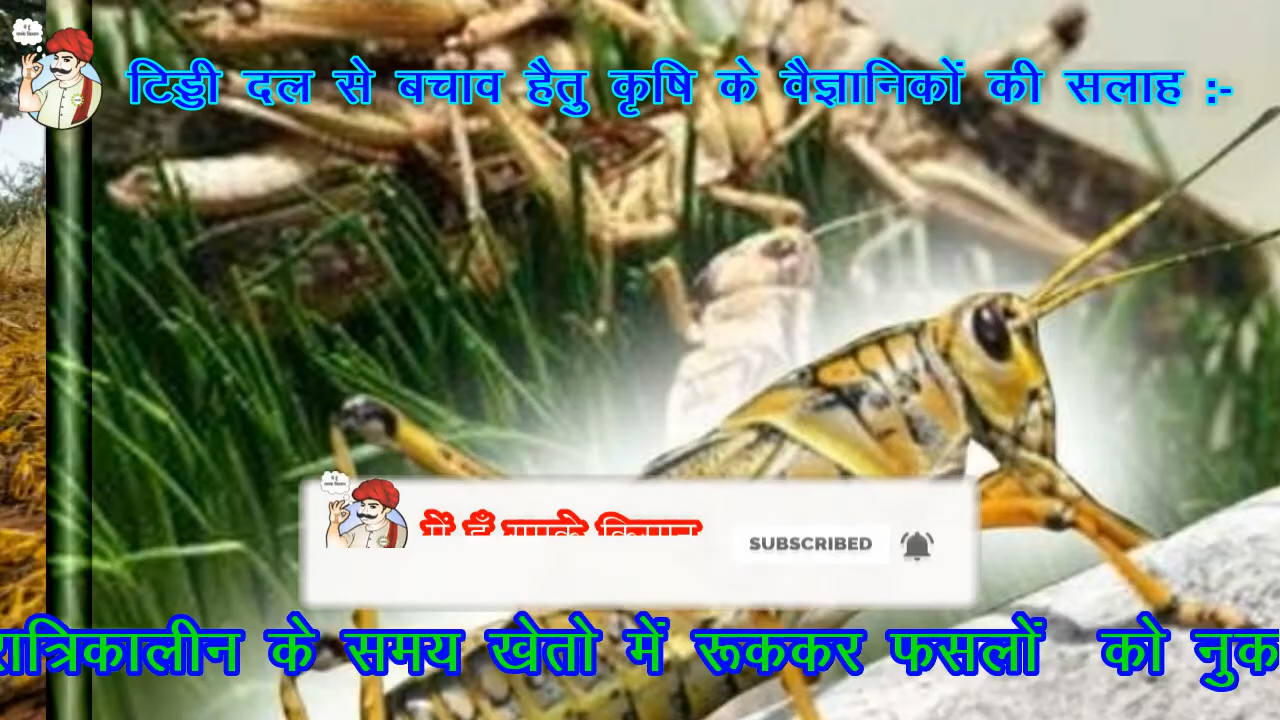 टिड्डी दल से बचाव हैतु कृषि के वैज्ञानिकों की सलाह :-
SUBSCRIBED
के समय खेतो में रूककर फसलों को